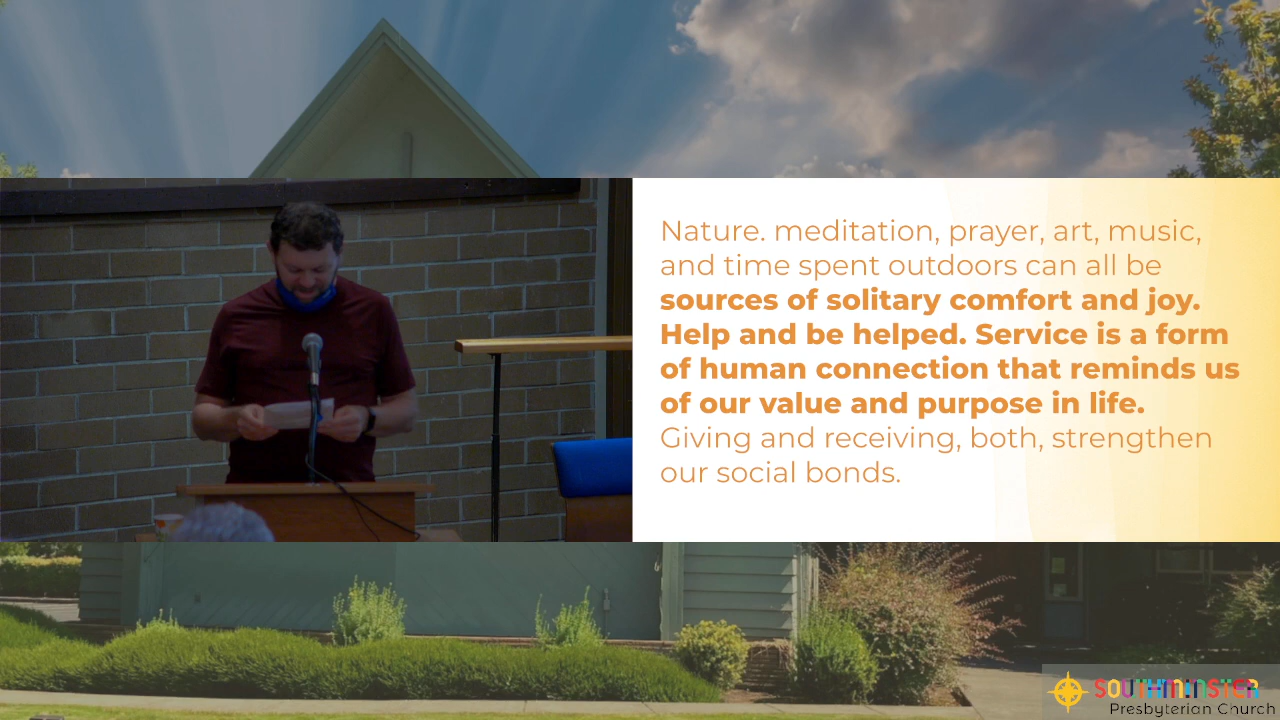 Nature. meditation, prayer, art, music,
and time spent outdoors can all be
sources of solitary comfort and joy.
Help and be helped. Service is a form
of human connection that reminds us
of our value and purpose in life.
Giving and receiving, both, strengthen
our social bonds.
SOUTHMINSTER
Presbyterian Church